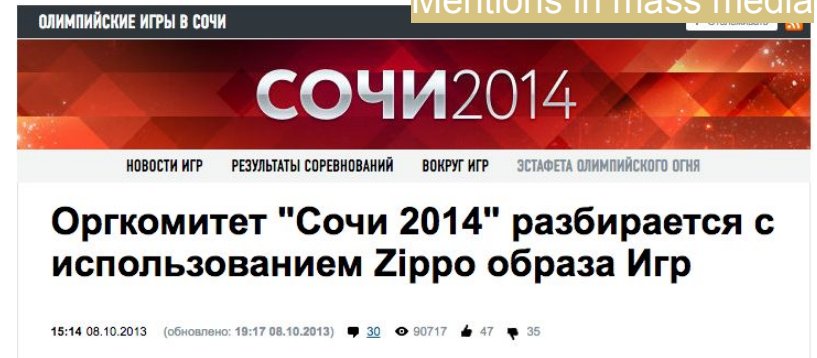 Mentions in mass media
ОЛИМПИЙСКИЕ ИГРЫ В СОЧИ
СОЧИ2014
НОВОСТИ ИГР РЕЗУЛЬТАТЫ СОРЕВНОВАНИЙ ВОКРУГ ИГР ЭСТАФЕТА ОЛИМПИЙСКОГО ОГНЯ
Оргкомитет "Сочи 2014" разбирается с
использованием Zippo образа Игр
15:14 08.10.2013 (обновлено: 19:17 08.10.2013) 30 90717 47 35